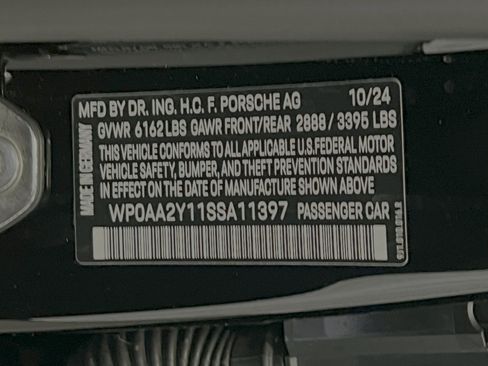 MFD BY DR. ING. H.C. F. PORSCHE AG 10/24
GVWR 6162 LBS GAWR FRONT/REAR 2888 / 3395 LBS
THIS VEHICLE CONFORMS TO ALL APPLICABLE U.S. FEDERAL MOTOR
VEHICLE SAFETY, BUMPER, AND THEFT PREVENTION STANDARDS
IN EFFECT ON THE DATE OF MANUFACTURE SHOWN ABOVE.
WP0AA2Y11SSA11397 PASSENGER CAR
MADE IN GERMANY